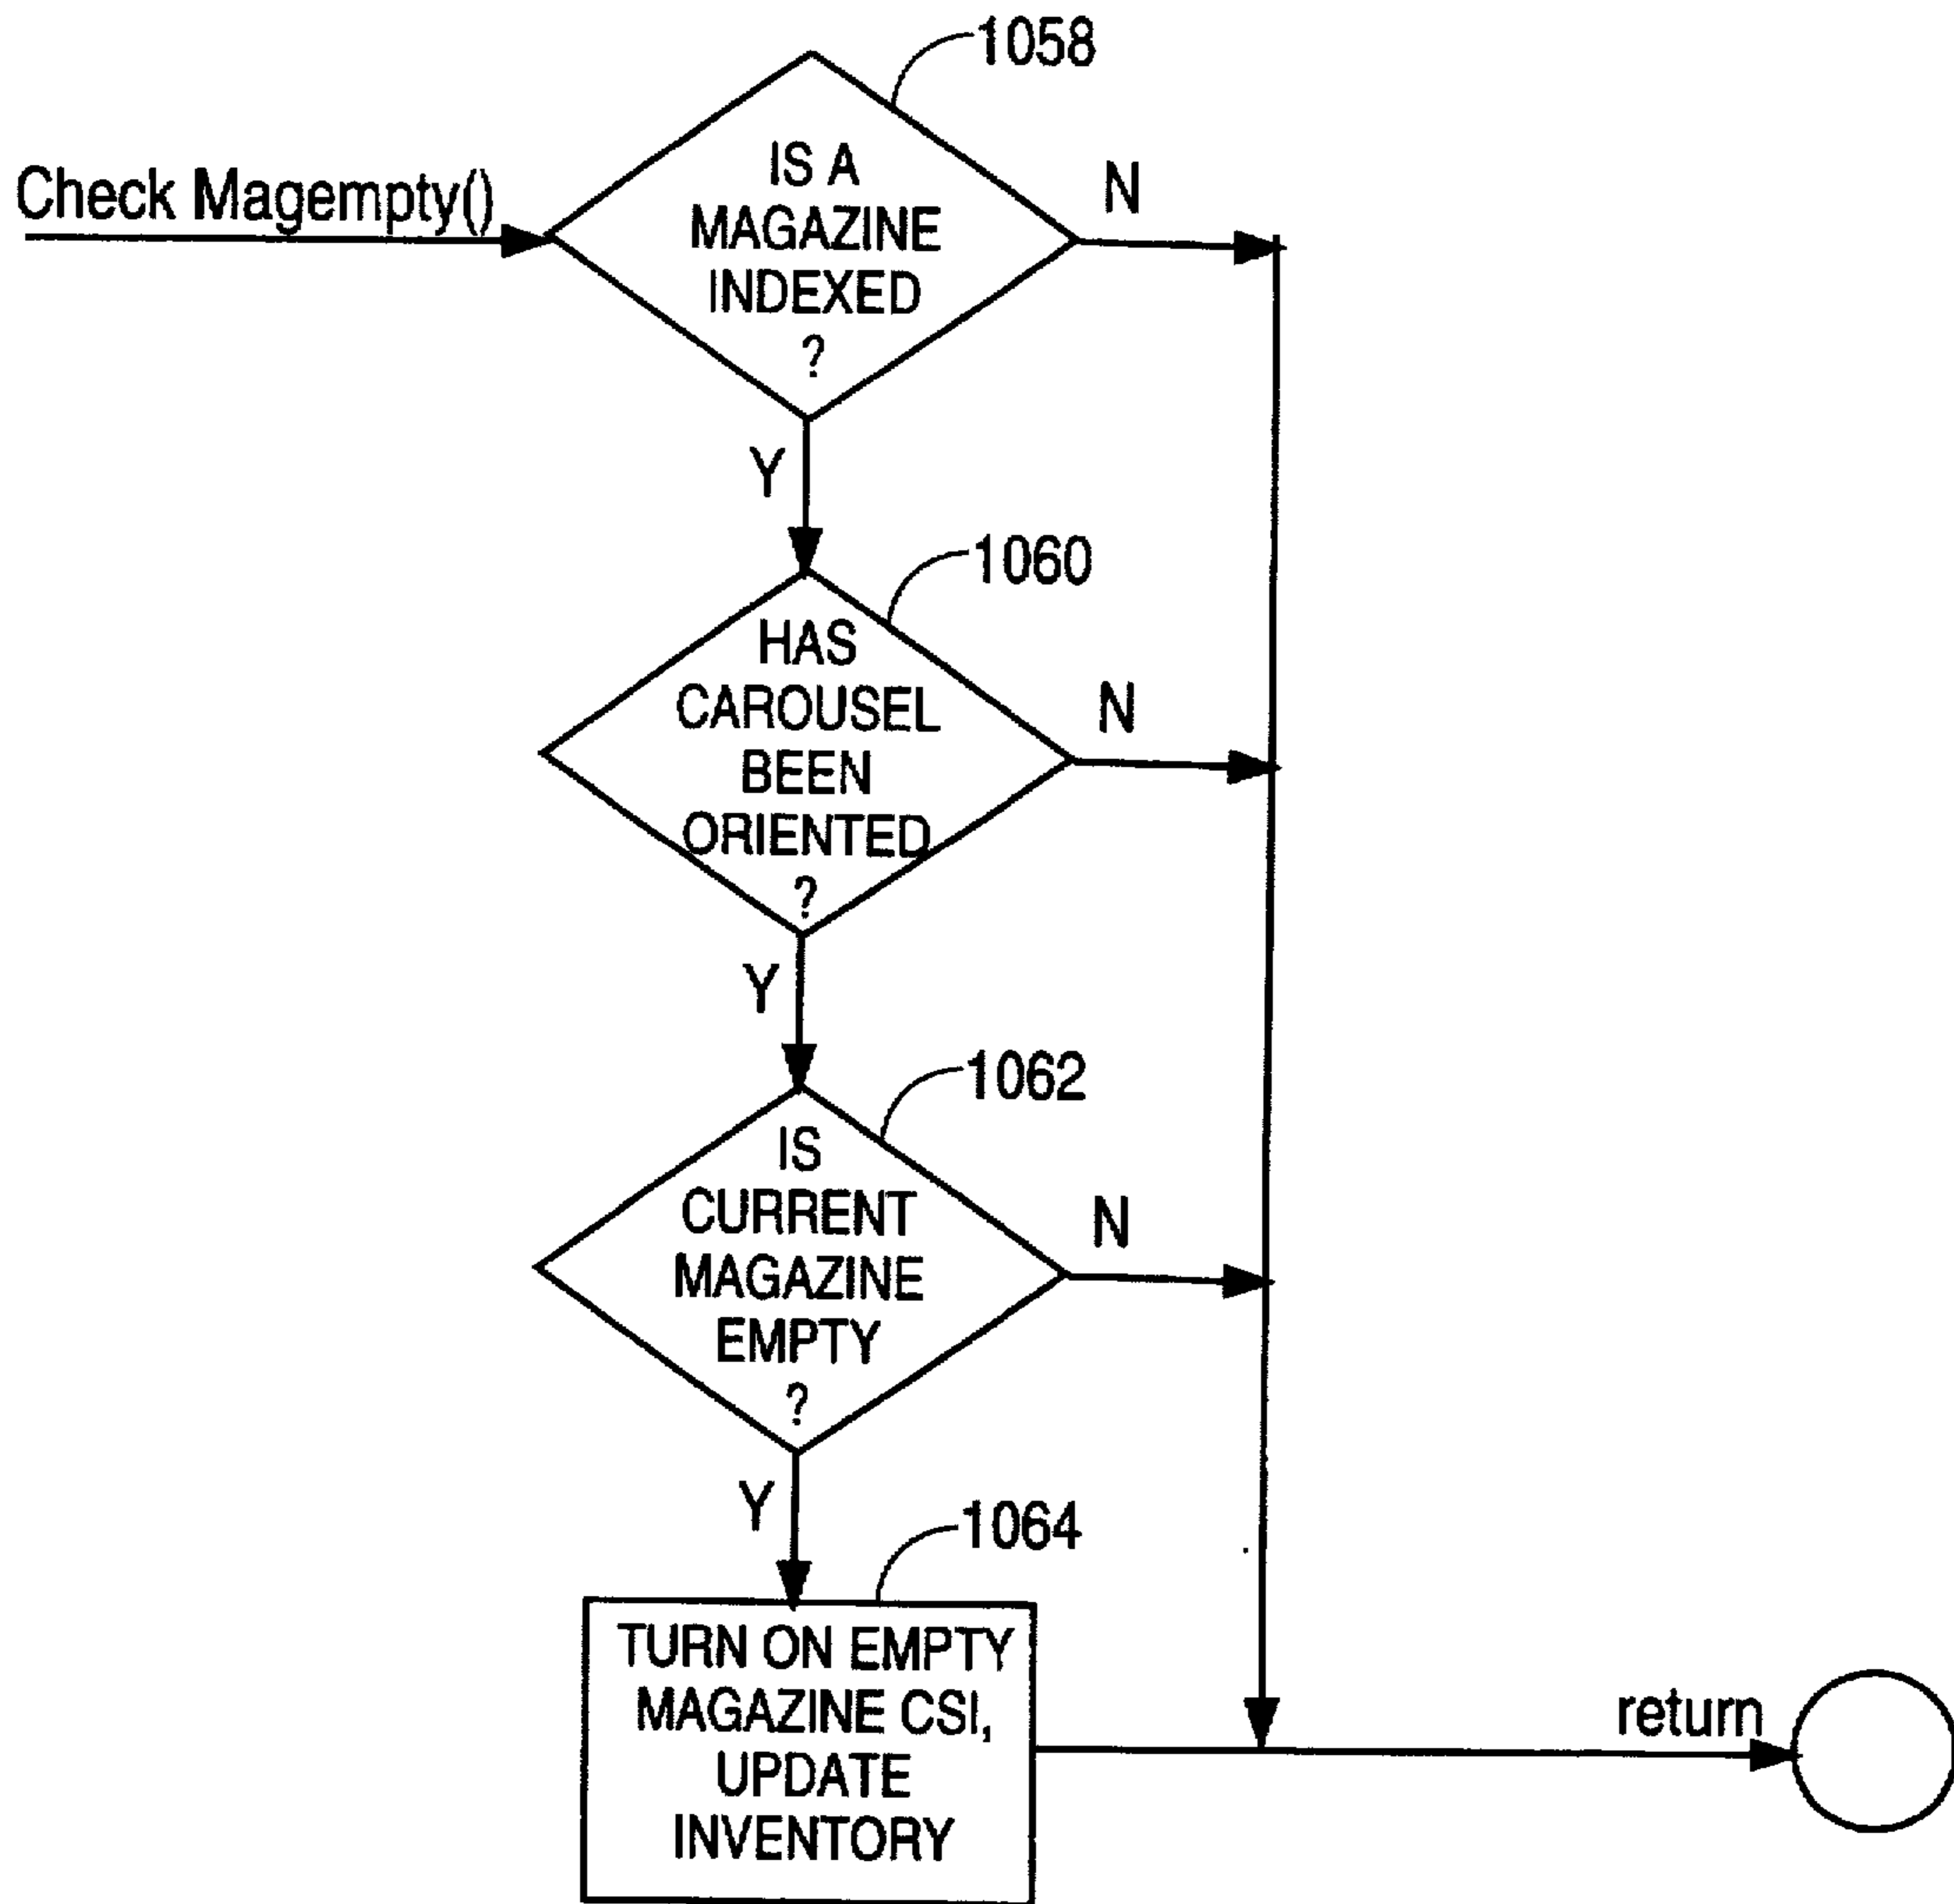 1058
Check Magempty()
IS A
MAGAZINE
INDEXED
?
N
Y
1060
HAS
CAROUSEL
BEEN
ORIENTED
?
N
Y
1062
IS
CURRENT
MAGAZINE
EMPTY
?
N
Y
1064
TURN ON EMPTY
MAGAZINE CSI,
UPDATE
INVENTORY
return